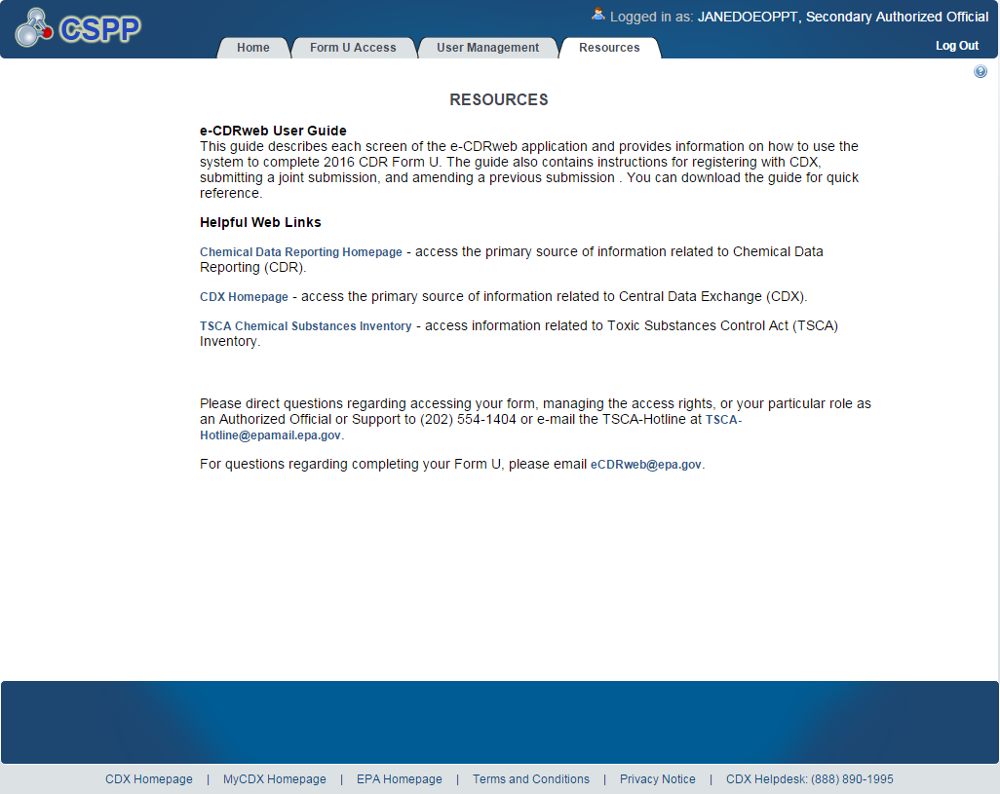 CSPP
Logged in as: JANEDOEOPPT, Secondary Authorized Official
Home
Form U Access
User Management
Resources
Log Out
?
RESOURCES
e-CDRweb User Guide
This guide describes each screen of the e-CDRweb application and provides information on how to use the
system to complete 2016 CDR Form U. The guide also contains instructions for registering with CDX,
submitting a joint submission, and amending a previous submission . You can download the guide for quick
reference.
Helpful Web Links
Chemical Data Reporting Homepage - access the primary source of information related to Chemical Data
Reporting (CDR).
CDX Homepage - access the primary source of information related to Central Data Exchange (CDX).
TSCA Chemical Substances Inventory - access information related to Toxic Substances Control Act (TSCA)
Inventory.
Please direct questions regarding accessing your form, managing the access rights, or your particular role as
an Authorized Official or Support to (202) 554-1404 or e-mail the TSCA-Hotline at TSCA-
Hotline@epamail.epa.gov.
For questions regarding completing your Form U, please email eCDRweb@epa.gov.
CDX Homepage | MyCDX Homepage | EPA Homepage | Terms and Conditions | Privacy Notice | CDX Helpdesk: (888) 890-1995